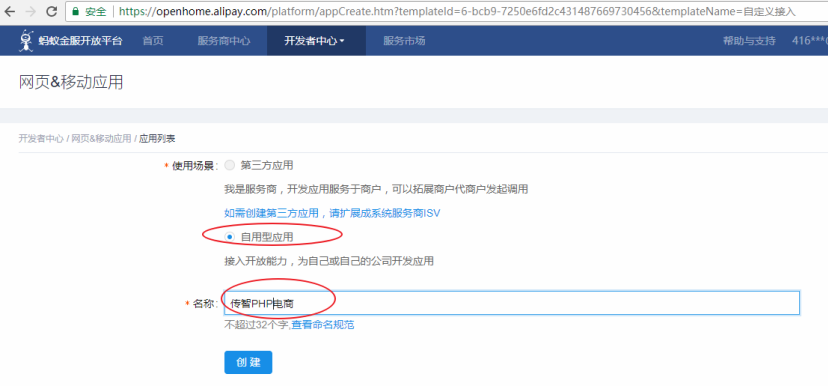 安全 https://openhome.alipay.com/platform/appCreate.htm?templateId=6-bcb9-7250e6fd2c431487669730456&templateName=自定义接入
蚂蚁金服开放平台 首页 服务商中心 开发者中心 服务市场 帮助与支持 416***
网页&移动应用
开发者中心 / 网页&移动应用 / 应用列表
* 使用场景: 第三方应用
我是服务商,开发应用服务于商户,可以拓展商户代商户发起调用
如需创建第三方应用,请扩展成系统服务商ISV
自用型应用
接入开放能力,为自己或自己的公司开发应用
* 名称: 传智PHP电商
不超过32个字,查看命名规范
创 建